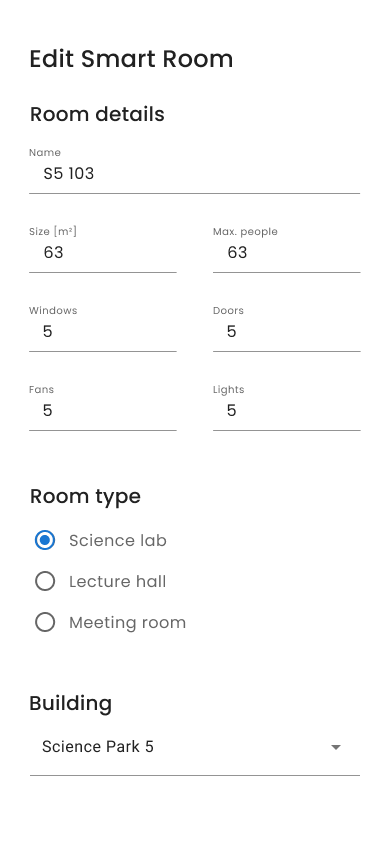 Edit Smart Room
Room details
Name
S5 103
Size [m²]
Max. people
63
63
Windows
Doors
5
5
Fans
Lights
5
5
Room type
Science lab
Lecture hall
Meeting room
Building
Science Park 5